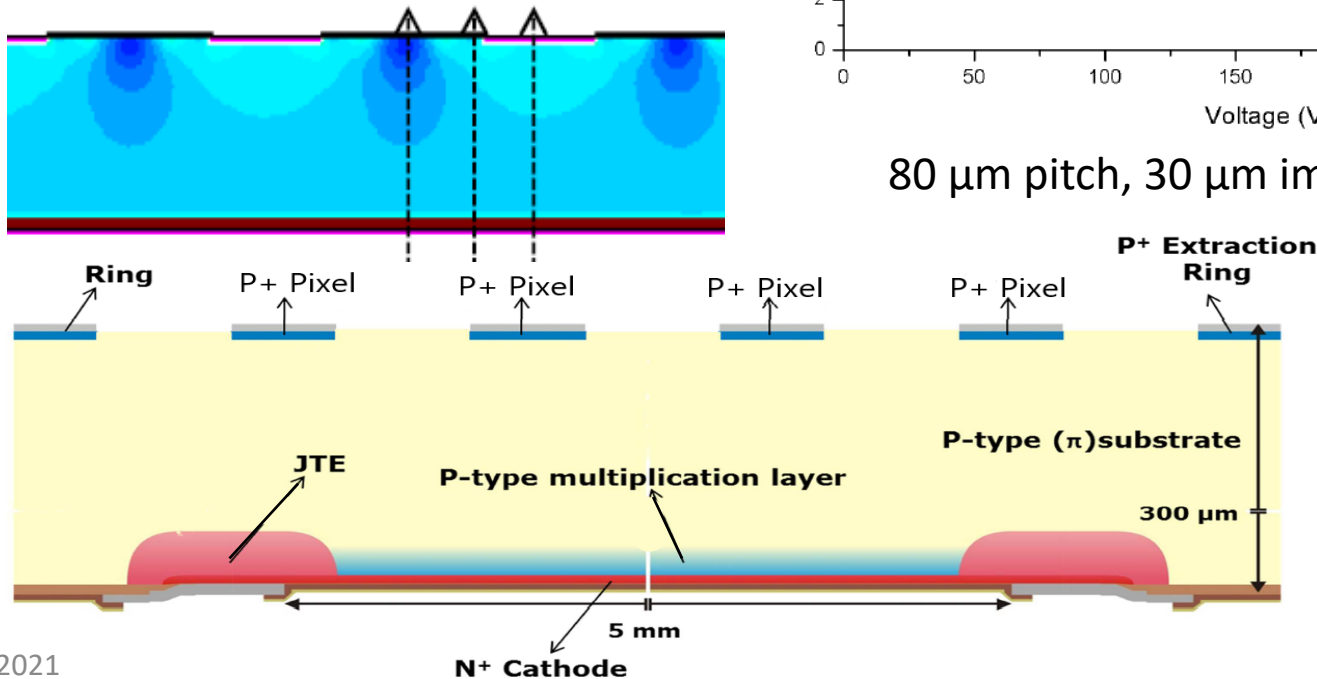 2
0
0
50
100
150
Voltage (V
80 µm pitch, 30 µm im
P+ Extraction
Ring
Ring
P+ Pixel
P+ Pixel
P+ Pixel
P+ Pixel
P-type (π)substrate
JTE
P-type multiplication layer
300 µm
5 mm
N+ Cathode
2021